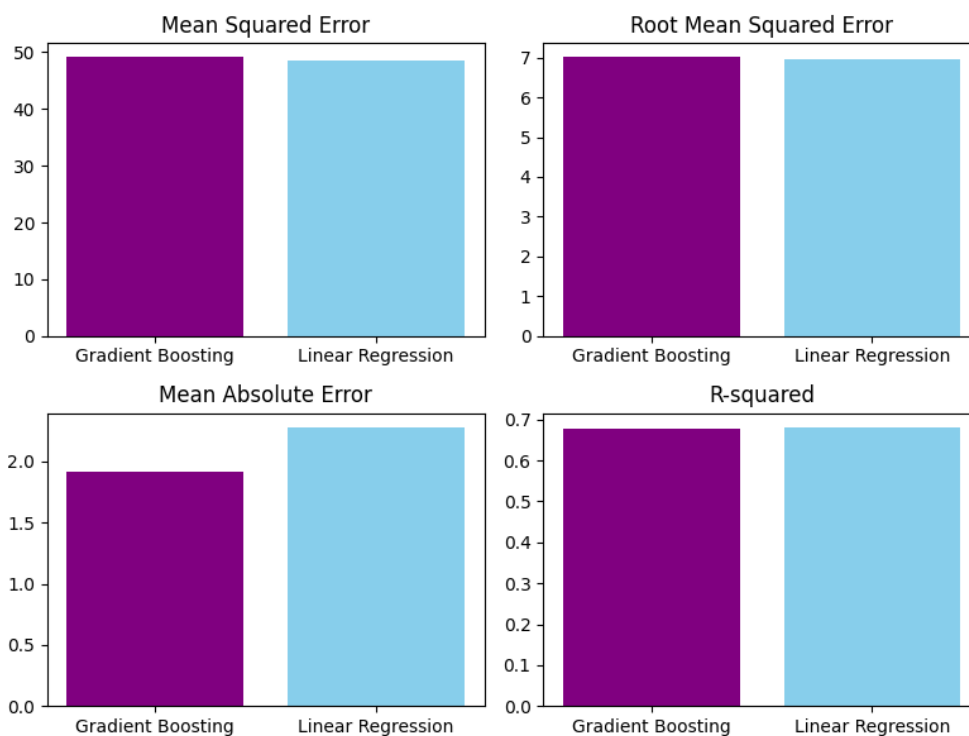 Mean Squared Error
50
40
30
20
10
0
Gradient Boosting
Linear Regression
Root Mean Squared Error
7
6
5
4
3
2
1
0
Gradient Boosting
Linear Regression
Mean Absolute Error
2.0
1.5
1.0
0.5
0.0
Gradient Boosting
Linear Regression
R-squared
0.7
0.6
0.5
0.4
0.3
0.2
0.1
0.0
Gradient Boosting
Linear Regression